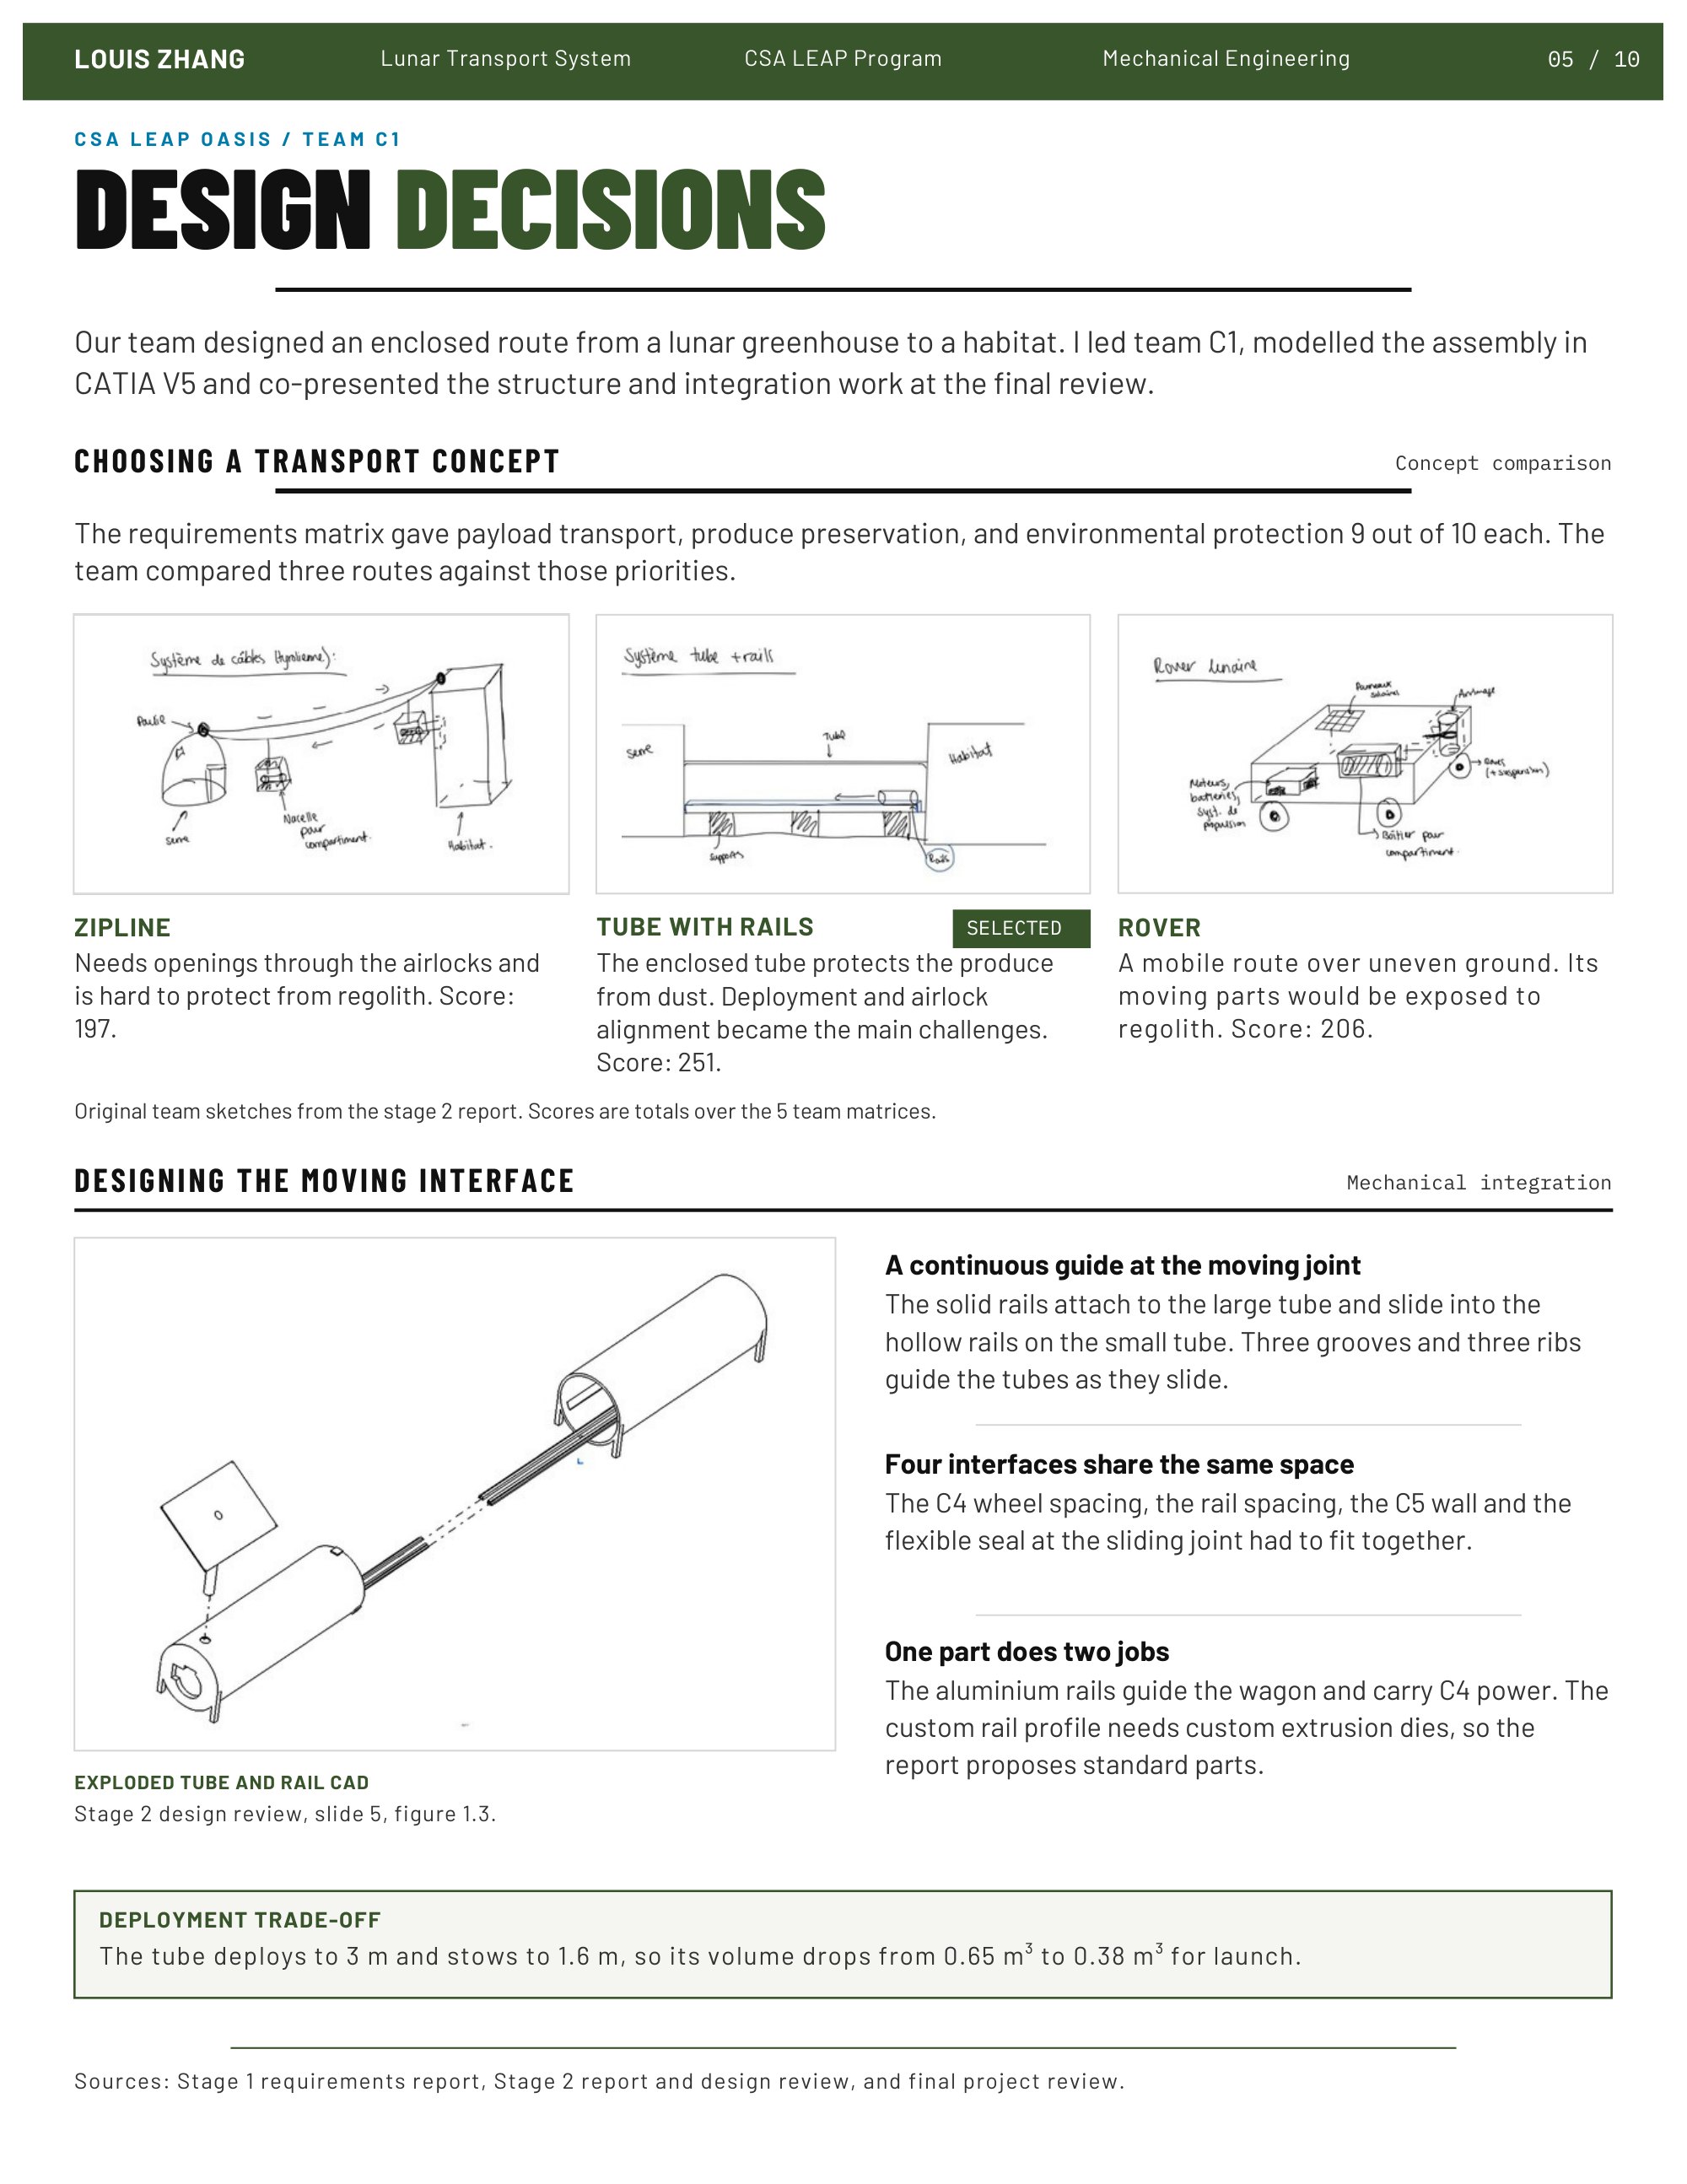 LOUIS ZHANG
Lunar Transport System
CSA LEAP Program
Mechanical Engineering
05 / 10
CSA LEAP OASIS / TEAM C1
DESIGN DECISIONS
Our team designed an enclosed route from a lunar greenhouse to a habitat. I led team C1, modelled the assembly in
CATIA V5 and co-presented the structure and integration work at the final review.
CHOOSING A TRANSPORT CONCEPT
Concept comparison
The requirements matrix gave payload transport, produce preservation, and environmental protection 9 out of 10 each. The
team compared three routes against those priorities.
Système de câbles (tyrolienne):
Poulie
serre
Nacelle
pour
compartiment.
Habitat.
Système tube + rails
serre
Tube
Habitat
supports
Rails
Rover lunaire
Panneaux
solaires
Arrimage
Roues
(+ suspension)
Moteurs,
batteries,
syst. de
propulsion
Boîtier pour
compartiment.
ZIPLINE
Needs openings through the airlocks and
is hard to protect from regolith. Score:
197.
TUBE WITH RAILS
SELECTED
The enclosed tube protects the produce
from dust. Deployment and airlock
alignment became the main challenges.
Score: 251.
ROVER
A mobile route over uneven ground. Its
moving parts would be exposed to
regolith. Score: 206.
Original team sketches from the stage 2 report. Scores are totals over the 5 team matrices.
DESIGNING THE MOVING INTERFACE
Mechanical integration
A continuous guide at the moving joint
The solid rails attach to the large tube and slide into the
hollow rails on the small tube. Three grooves and three ribs
guide the tubes as they slide.
Four interfaces share the same space
The C4 wheel spacing, the rail spacing, the C5 wall and the
flexible seal at the sliding joint had to fit together.
One part does two jobs
The aluminium rails guide the wagon and carry C4 power. The
custom rail profile needs custom extrusion dies, so the
report proposes standard parts.
EXPLODED TUBE AND RAIL CAD
Stage 2 design review, slide 5, figure 1.3.
DEPLOYMENT TRADE-OFF
The tube deploys to 3 m and stows to 1.6 m, so its volume drops from 0.65 m³ to 0.38 m³ for launch.
Sources: Stage 1 requirements report, Stage 2 report and design review, and final project review.